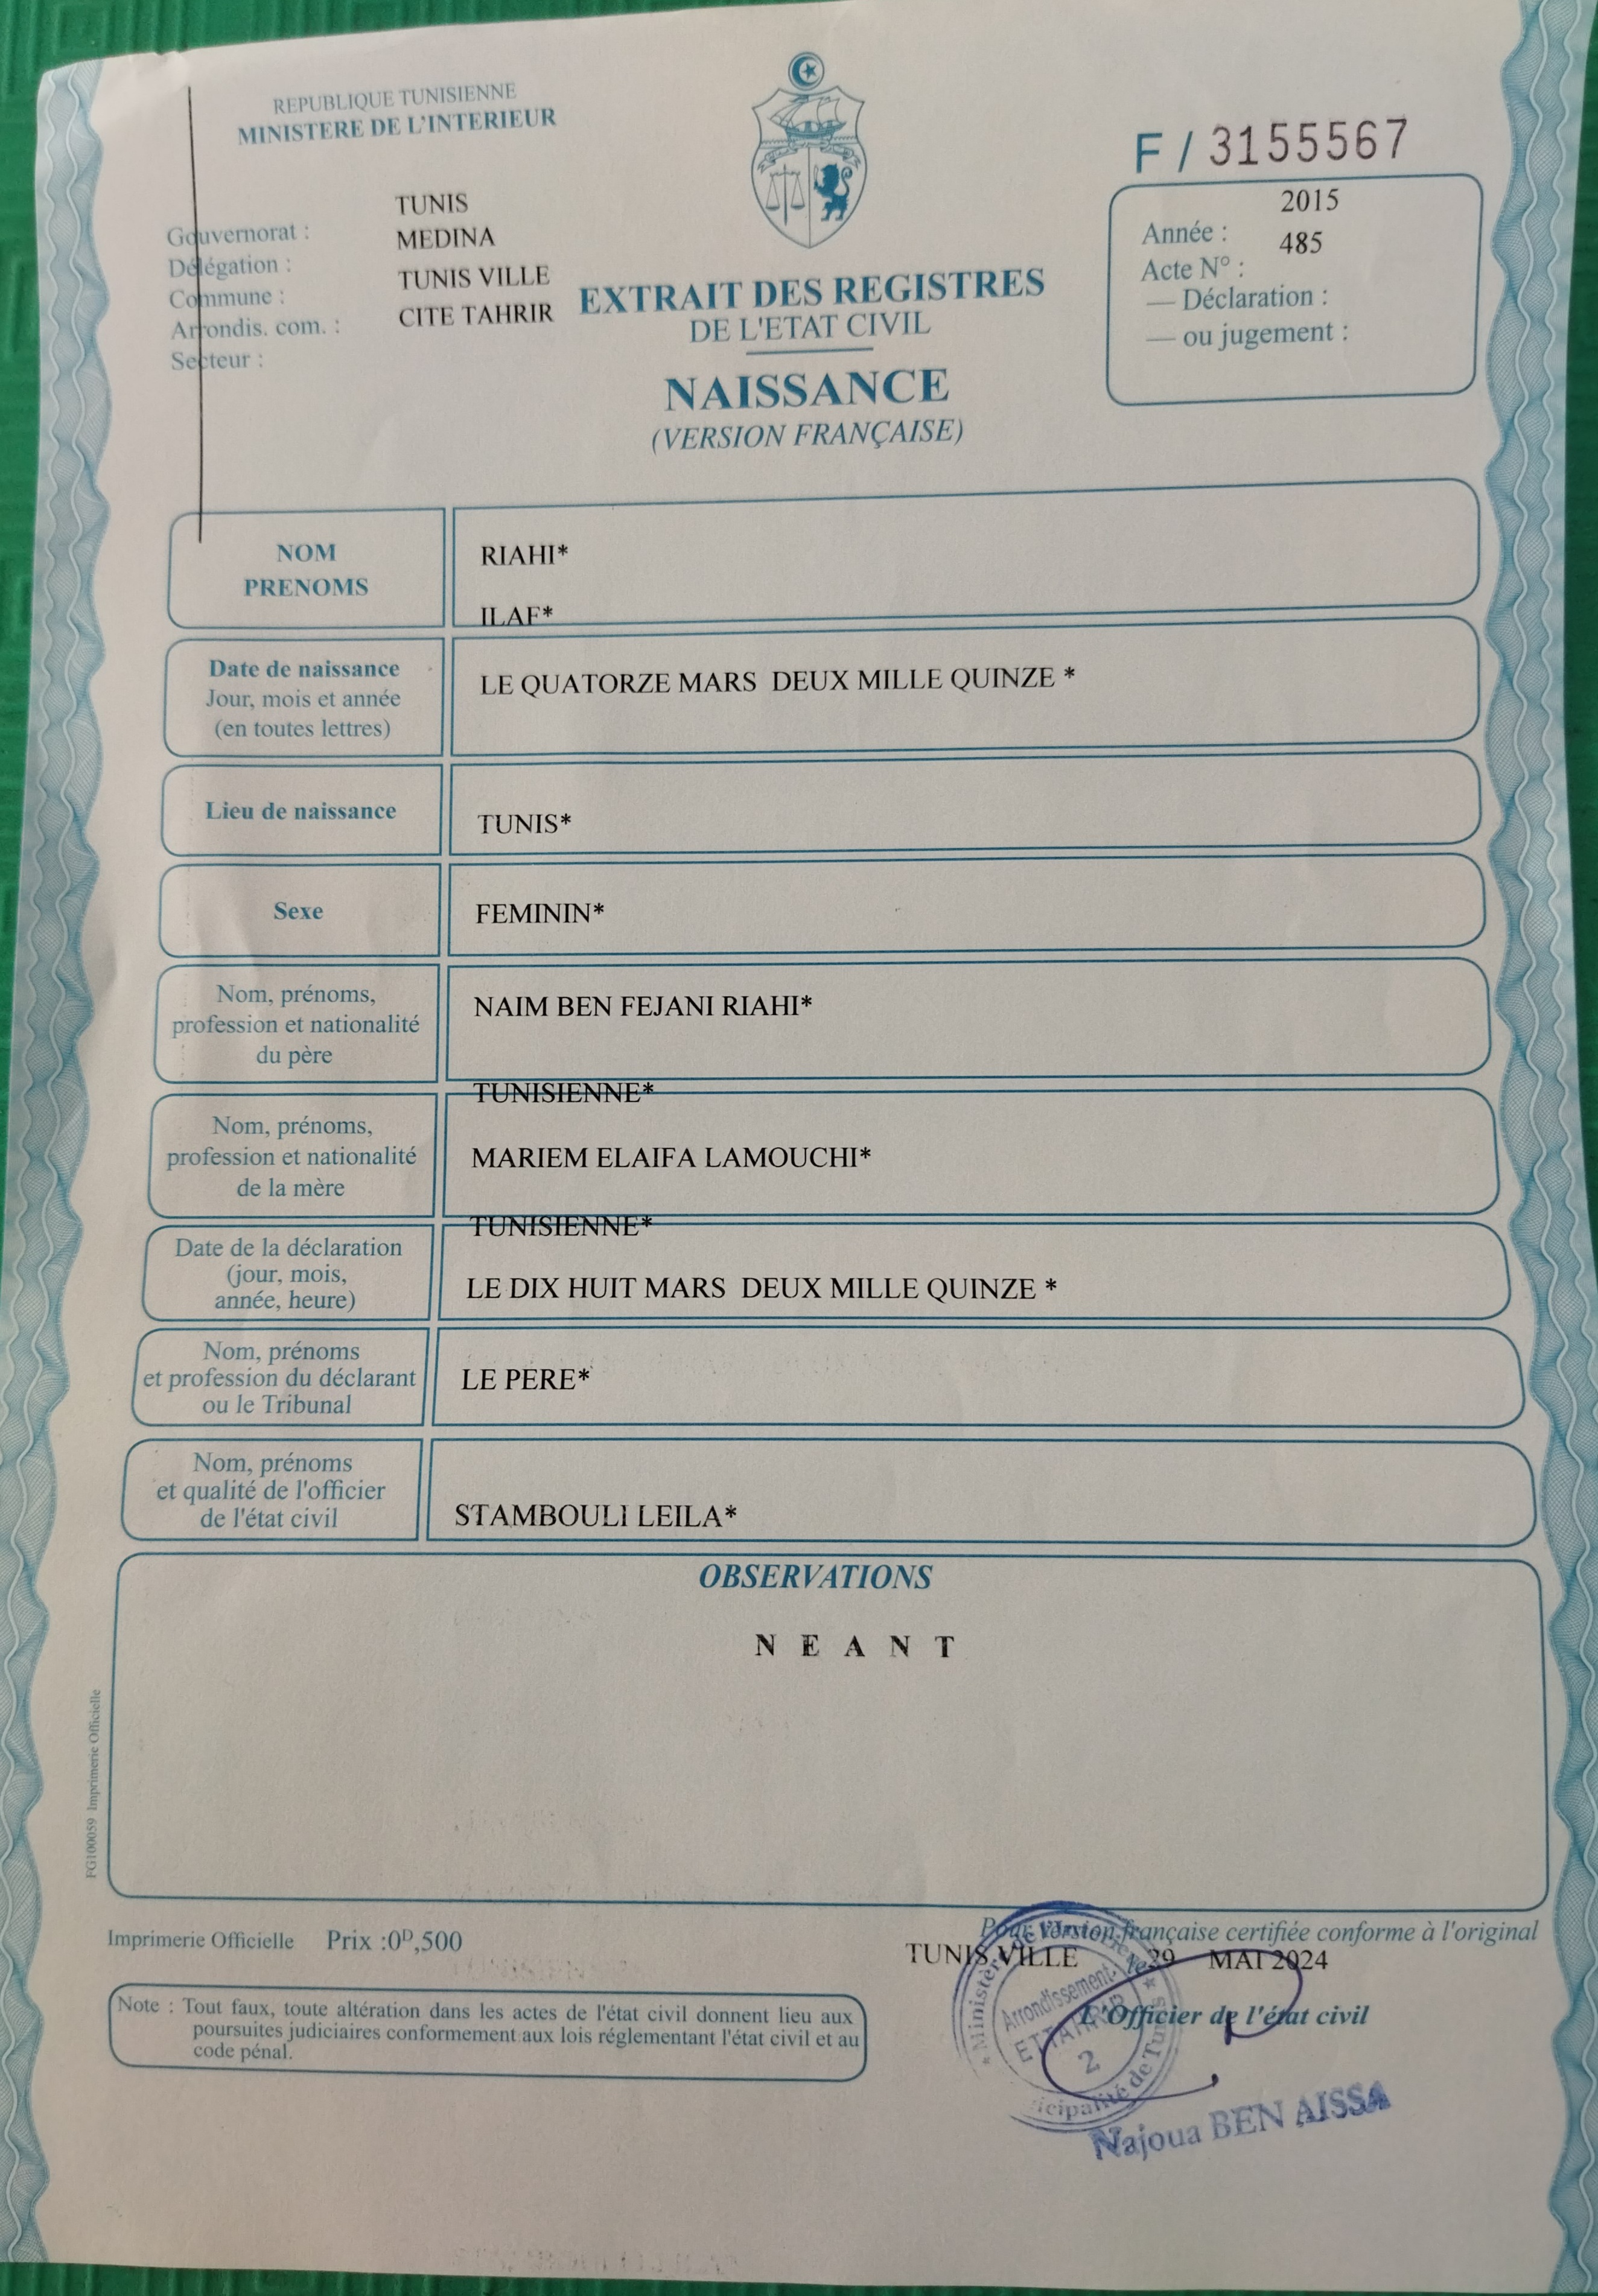 REPUBLIQUE TUNISIENNE
MINISTERE DE L'INTERIEUR
F / 3155567
Gouvernorat : TUNIS
Délégation : MEDINA
Commune : TUNIS VILLE
Arrondis. com. : CITE TAHRIR
Secteur :
Année : 2015
Acte N° : 485
— Déclaration :
— ou jugement :
EXTRAIT DES REGISTRES
DE L'ETAT CIVIL
NAISSANCE
(VERSION FRANÇAISE)
NOM
PRENOMS
RIAHI*
ILAF*
Date de naissance
Jour, mois et année
(en toutes lettres)
LE QUATORZE MARS DEUX MILLE QUINZE *
Lieu de naissance
TUNIS*
Sexe
FEMININ*
Nom, prénoms,
profession et nationalité
du père
NAIM BEN FEJANI RIAHI*
TUNISIENNE*
Nom, prénoms,
profession et nationalité
de la mère
MARIEM ELAIFA LAMOUCHI*
TUNISIENNE*
Date de la déclaration
(jour, mois,
année, heure)
LE DIX HUIT MARS DEUX MILLE QUINZE *
Nom, prénoms
et profession du déclarant
ou le Tribunal
LE PERE*
Nom, prénoms
et qualité de l'officier
de l'état civil
STAMBOULI LEILA*
OBSERVATIONS
N E A N T
FG100059 Imprimerie Officielle
Imprimerie Officielle Prix :0D,500
Pour Version française certifiée conforme à l'original
TUNIS VILLE le 29 MAI 2024
L'Officier de l'état civil
Note : Tout faux, toute altération dans les actes de l'état civil donnent lieu aux
poursuites judiciaires conformement aux lois réglementant l'état civil et au
code pénal.
Ministère de
Arrondissement
ETTAHRIR
2
Najoua BEN AISSA